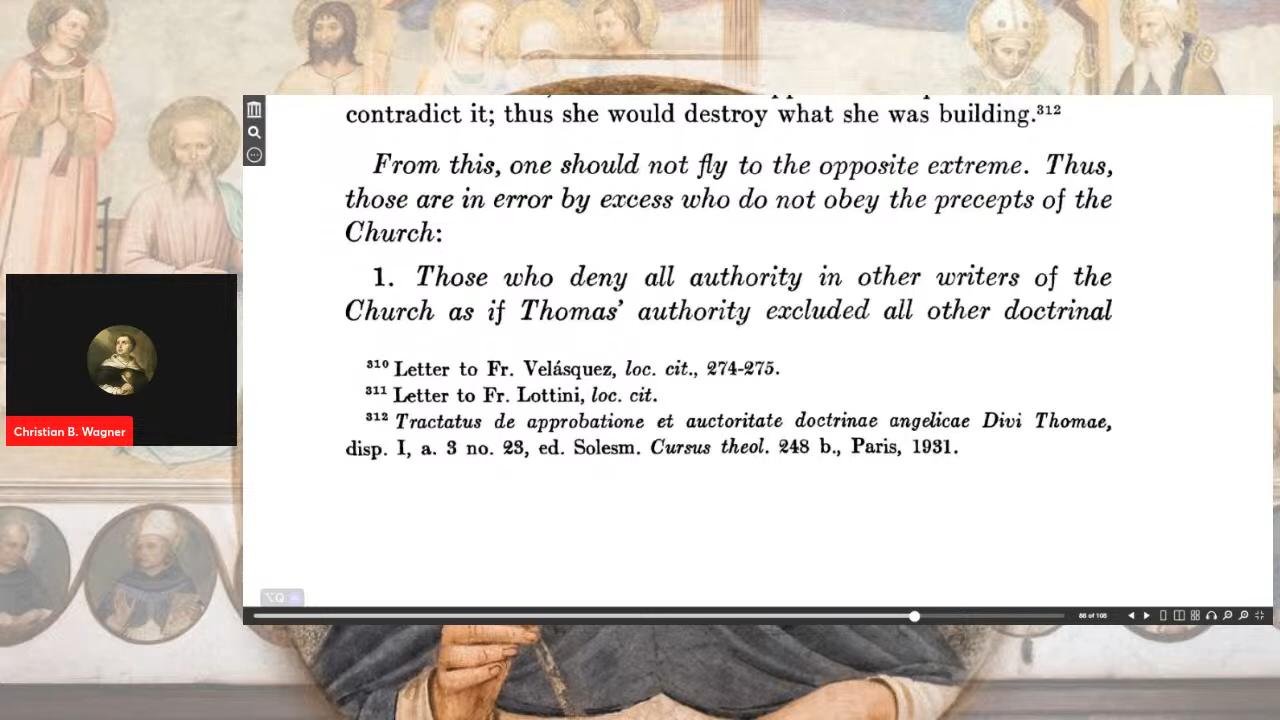 contradict it; thus she would destroy what she was building.³¹²
From this, one should not fly to the opposite extreme. Thus,
those are in error by excess who do not obey the precepts of the
Church:
1. Those who deny all authority in other writers of the
Church as if Thomas’ authority excluded all other doctrinal
³¹⁰ Letter to Fr. Velásquez, loc. cit., 274-275.
³¹¹ Letter to Fr. Lottini, loc. cit.
³¹² Tractatus de approbatione et auctoritate doctrinae angelicae Divi Thomae,
disp. I, a. 3 no. 23, ed. Solesm. Cursus theol. 248 b., Paris, 1931.
Christian B. Wagner
⌥Q
88 of 108